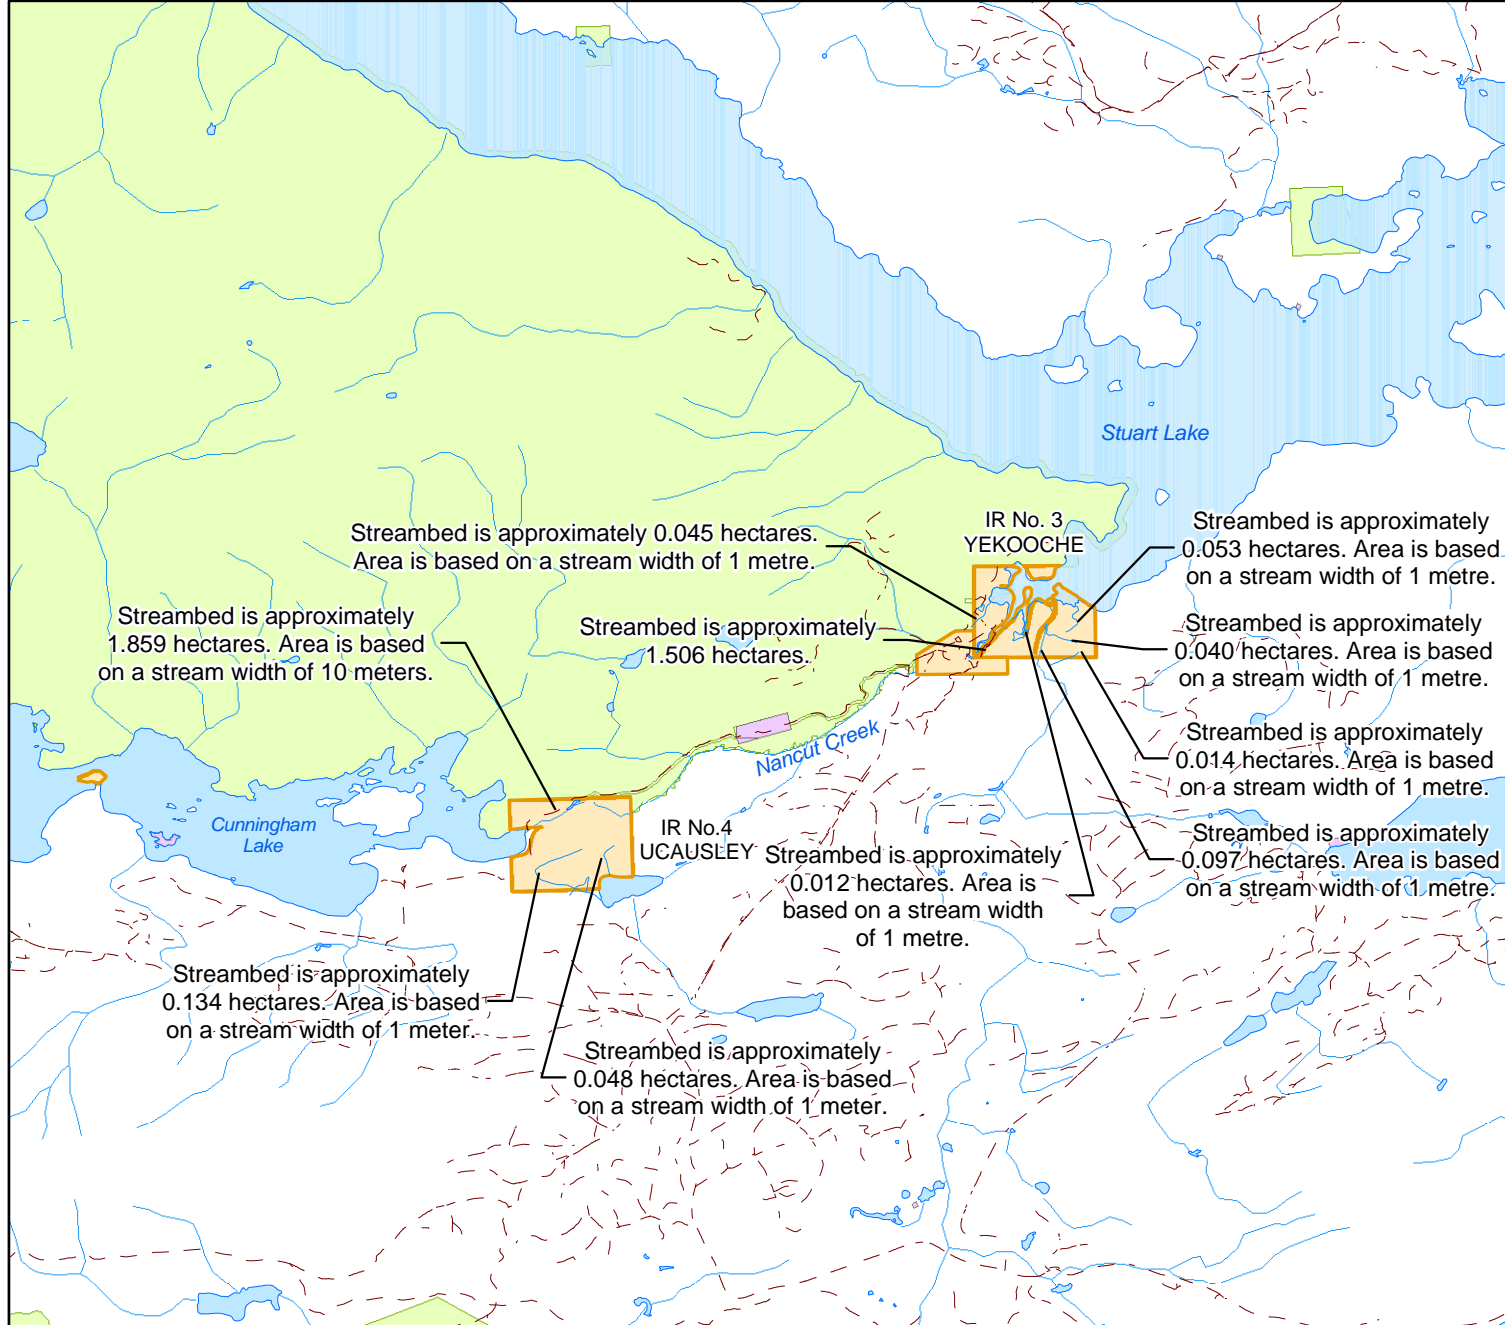 Stuart Lake
IR No. 3
YEKOOCHE
Streambed is approximately 0.045 hectares.
Area is based on a stream width of 1 metre.
Streambed is approximately
0.053 hectares. Area is based
on a stream width of 1 metre.
Streambed is approximately
1.859 hectares. Area is based
on a stream width of 10 meters.
Streambed is approximately
1.506 hectares.
Streambed is approximately
0.040 hectares. Area is based
on a stream width of 1 metre.
Nancut Creek
Streambed is approximately
0.014 hectares. Area is based
on a stream width of 1 metre.
Cunningham
Lake
IR No.4
UCAUSLEY
Streambed is approximately
0.012 hectares. Area is
based on a stream width
of 1 metre.
Streambed is approximately
0.097 hectares. Area is based
on a stream width of 1 metre.
Streambed is approximately
0.134 hectares. Area is based
on a stream width of 1 meter.
Streambed is approximately
0.048 hectares. Area is based
on a stream width of 1 meter.